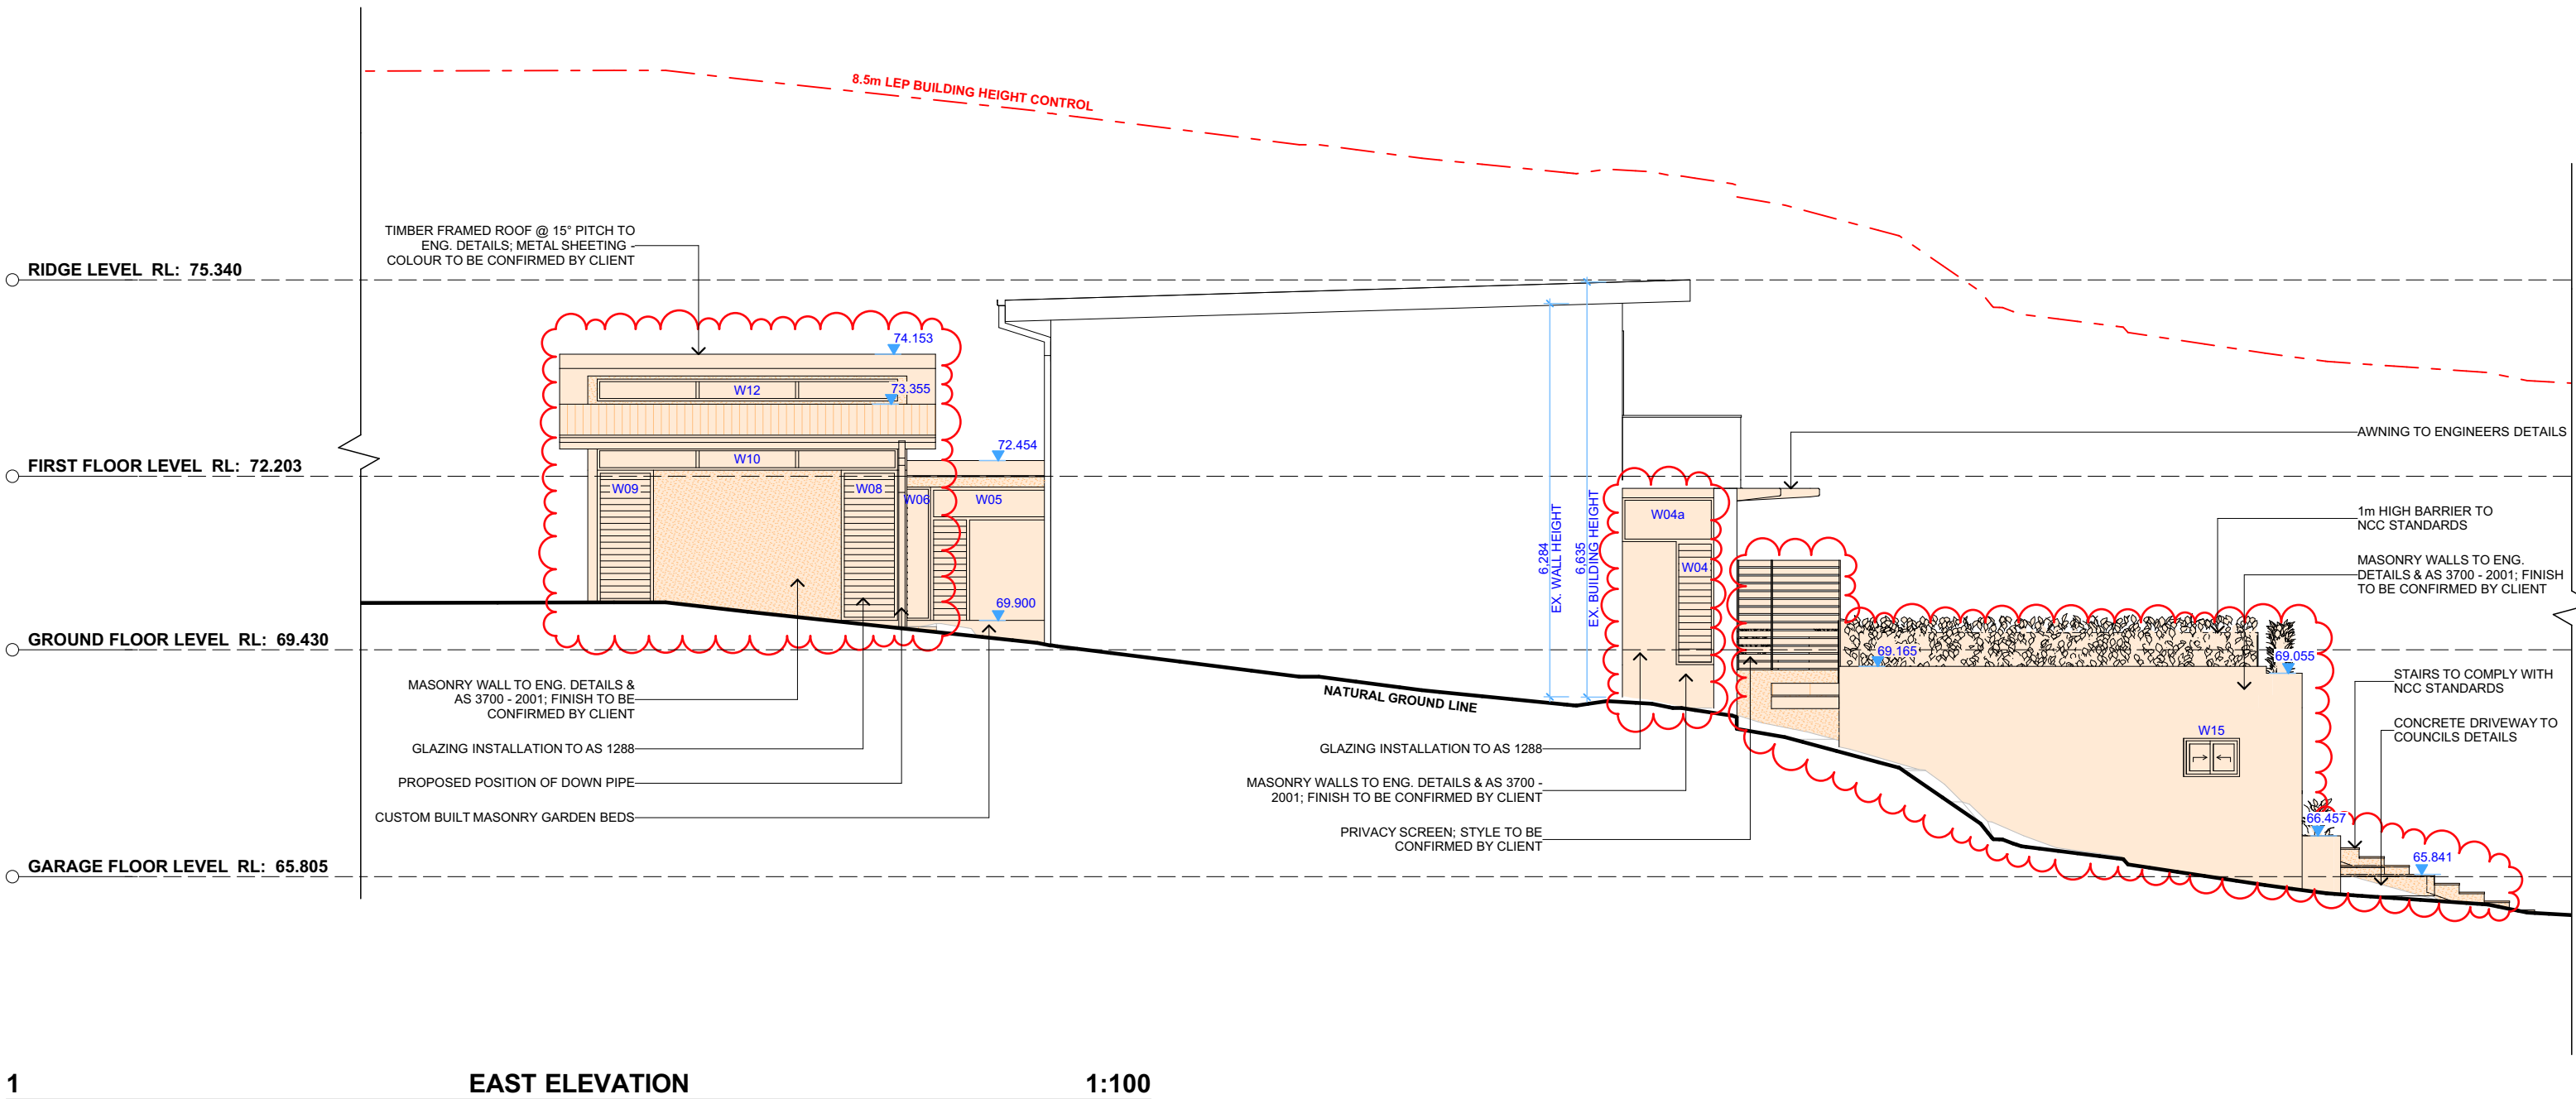 8.5m LEP BUILDING HEIGHT CONTROL
TIMBER FRAMED ROOF @ 15° PITCH TO
ENG. DETAILS; METAL SHEETING -
COLOUR TO BE CONFIRMED BY CLIENT
RIDGE LEVEL RL: 75.340
74.153
73.355
W12
72.454
FIRST FLOOR LEVEL RL: 72.203
W10
W09
W08
W06
W05
69.900
6,284
EX. WALL HEIGHT
6,635
EX. BUILDING HEIGHT
W04a
W04
AWNING TO ENGINEERS DETAILS
1m HIGH BARRIER TO
NCC STANDARDS
MASONRY WALLS TO ENG.
DETAILS & AS 3700 - 2001; FINISH
TO BE CONFIRMED BY CLIENT
GROUND FLOOR LEVEL RL: 69.430
69.165
69.055
MASONRY WALL TO ENG. DETAILS &
AS 3700 - 2001; FINISH TO BE
CONFIRMED BY CLIENT
NATURAL GROUND LINE
STAIRS TO COMPLY WITH
NCC STANDARDS
CONCRETE DRIVEWAY TO
COUNCILS DETAILS
W15
GLAZING INSTALLATION TO AS 1288
GLAZING INSTALLATION TO AS 1288
PROPOSED POSITION OF DOWN PIPE
MASONRY WALLS TO ENG. DETAILS & AS 3700 -
2001; FINISH TO BE CONFIRMED BY CLIENT
CUSTOM BUILT MASONRY GARDEN BEDS
PRIVACY SCREEN; STYLE TO BE
CONFIRMED BY CLIENT
66.457
65.841
GARAGE FLOOR LEVEL RL: 65.805
1 EAST ELEVATION 1:100